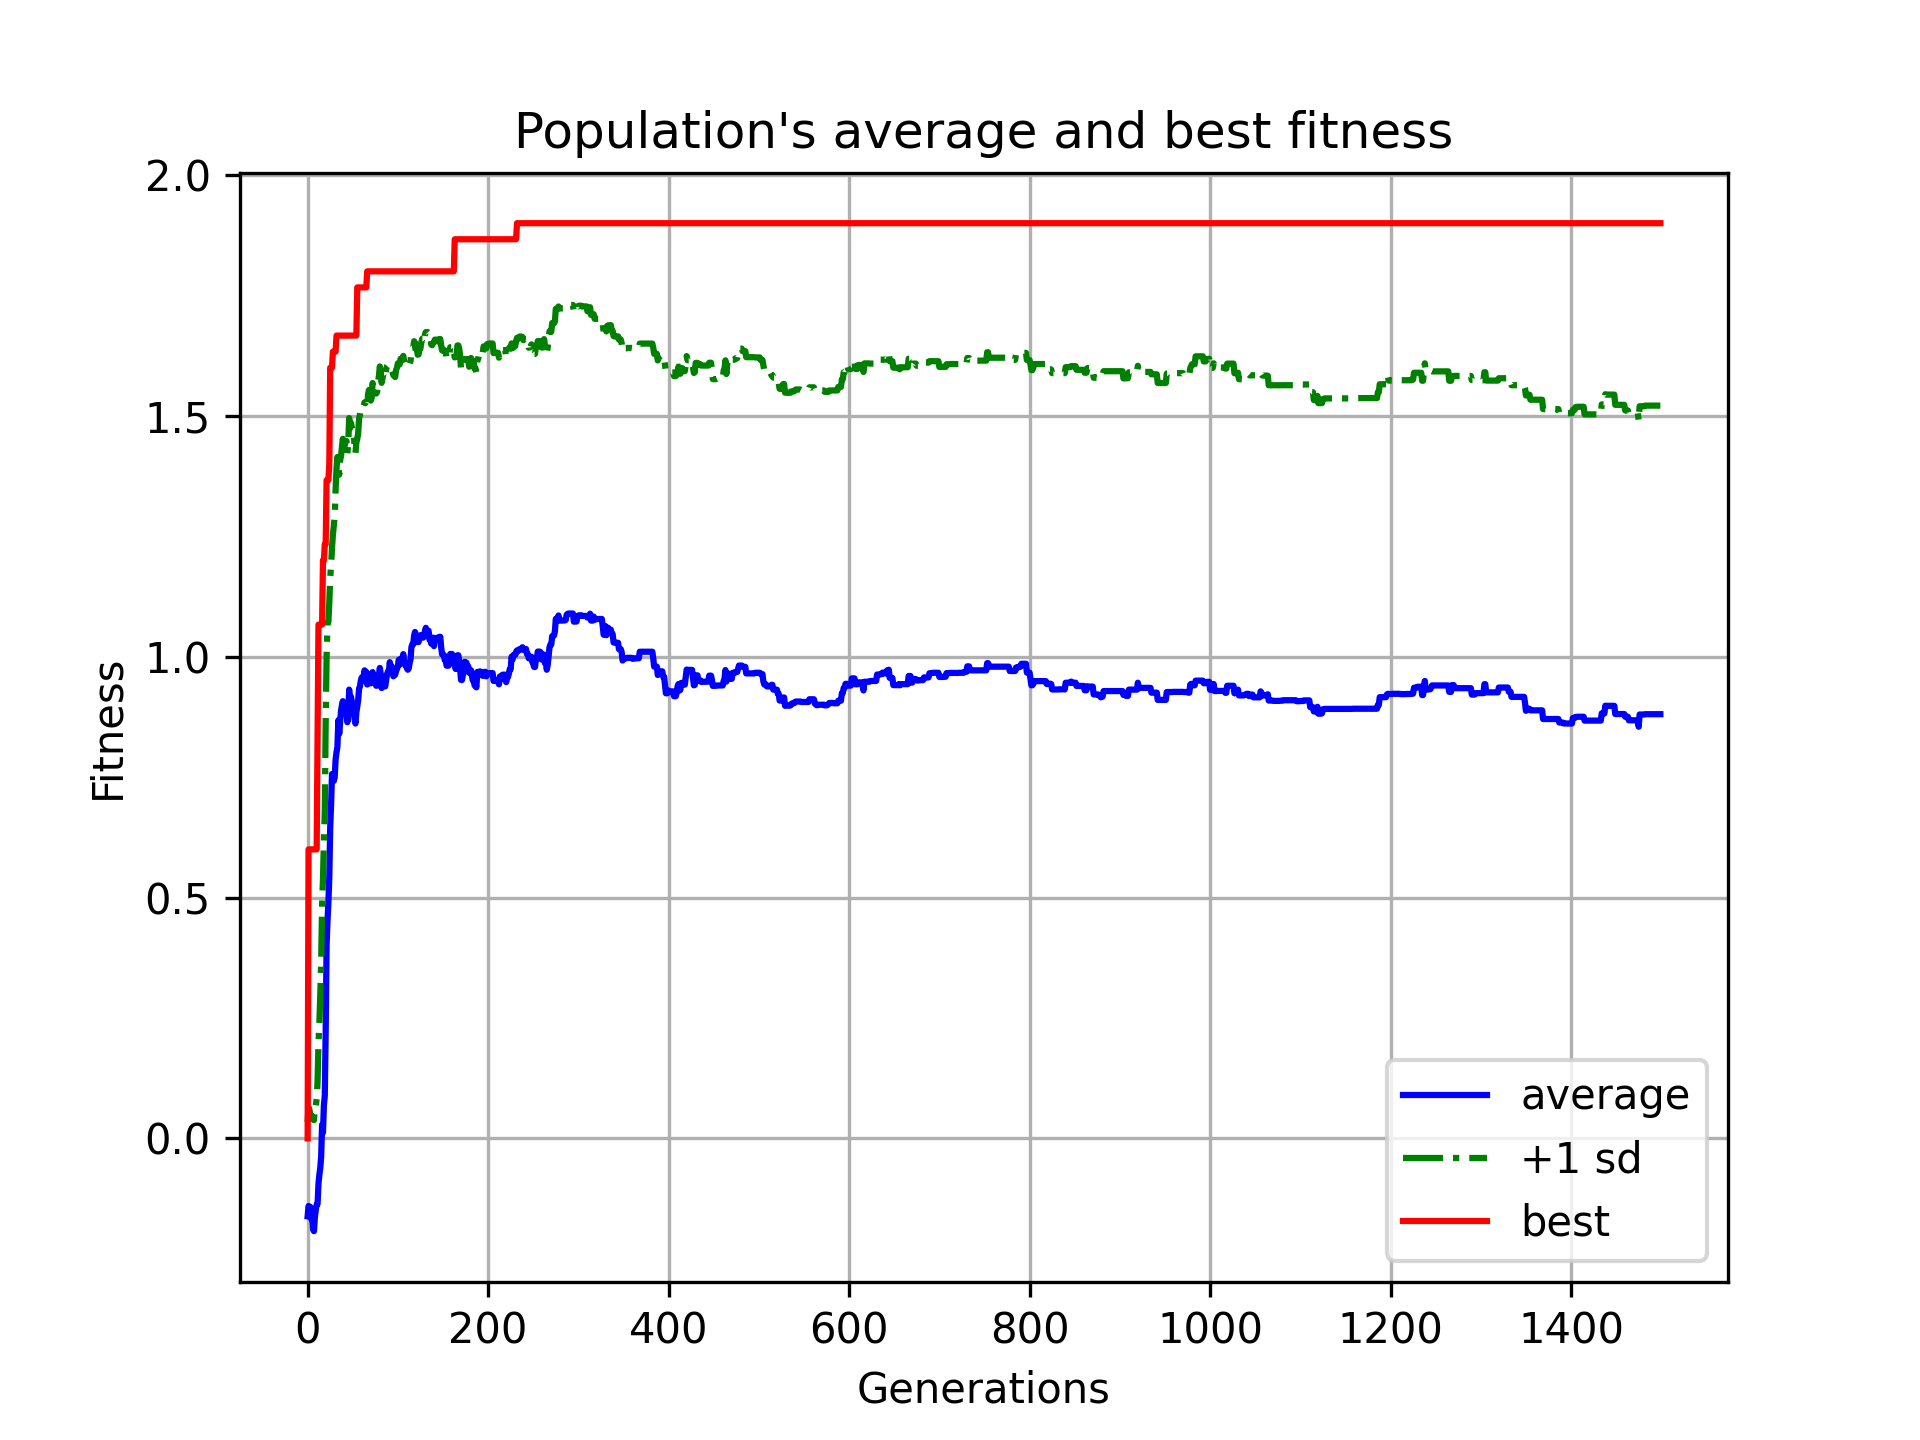 Population's average and best fitness
2.0
1.5
1.0
0.5
0.0
Fitness
0 200 400 600 800 1000 1200 1400
Generations
average
+1 sd
best